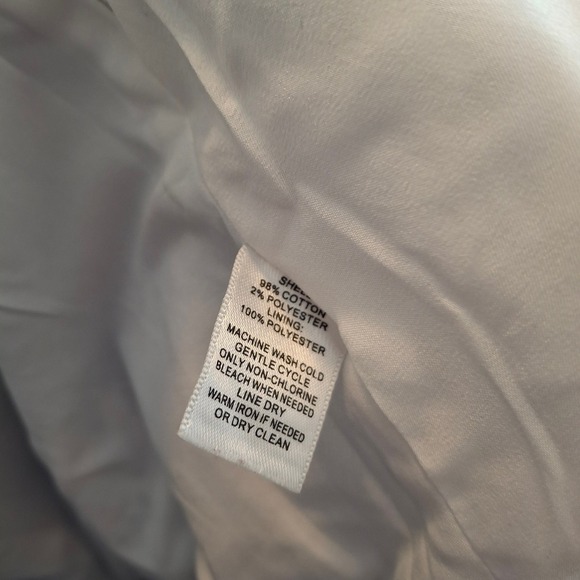 98% COTTON
2% POLYESTER
LINING:
100% POLYESTER
MACHINE WASH COLD
GENTLE CYCLE
ONLY NON-CHLORINE
BLEACH WHEN NEEDED
LINE DRY
WARM IRON IF NEEDED
OR DRY CLEAN